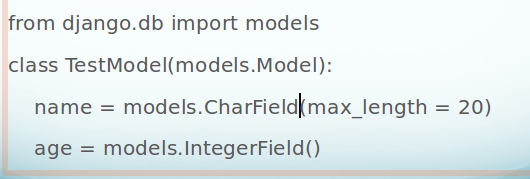 from django.db import models
class TestModel(models.Model):
name = models.CharField(max_length = 20)
age = models.IntegerField()